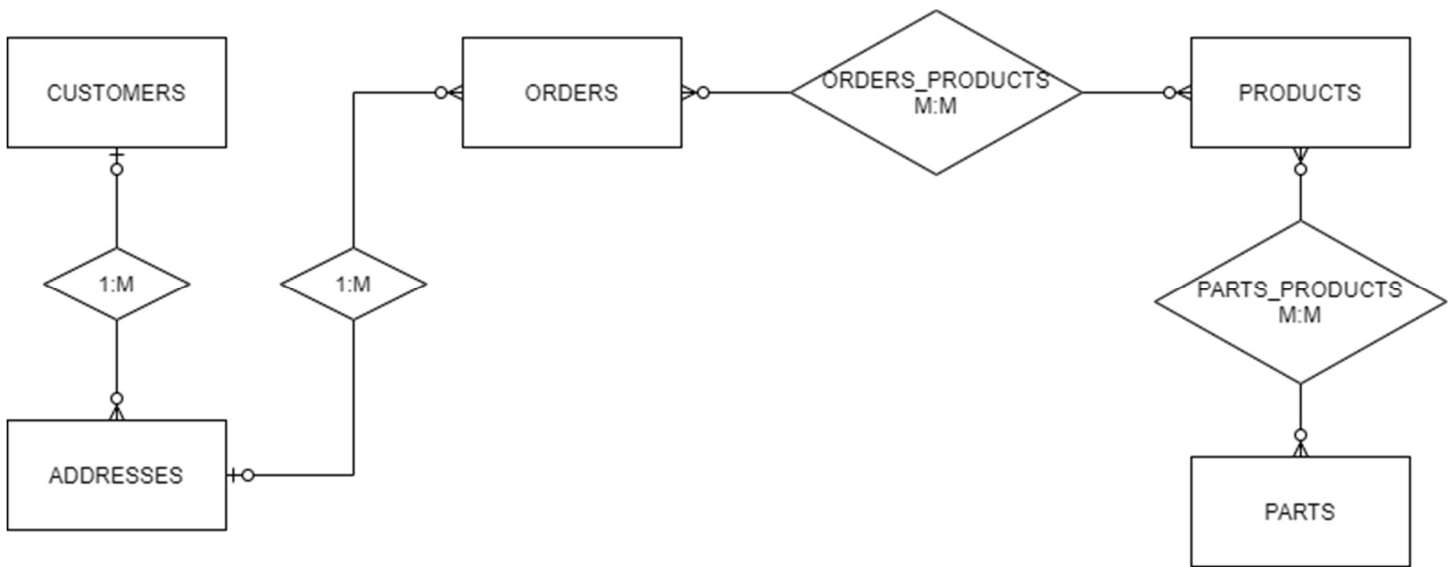 CUSTOMERS
ORDERS
ORDERS_PRODUCTS
M:M
PRODUCTS
1:M
1:M
PARTS_PRODUCTS
M:M
ADDRESSES
PARTS